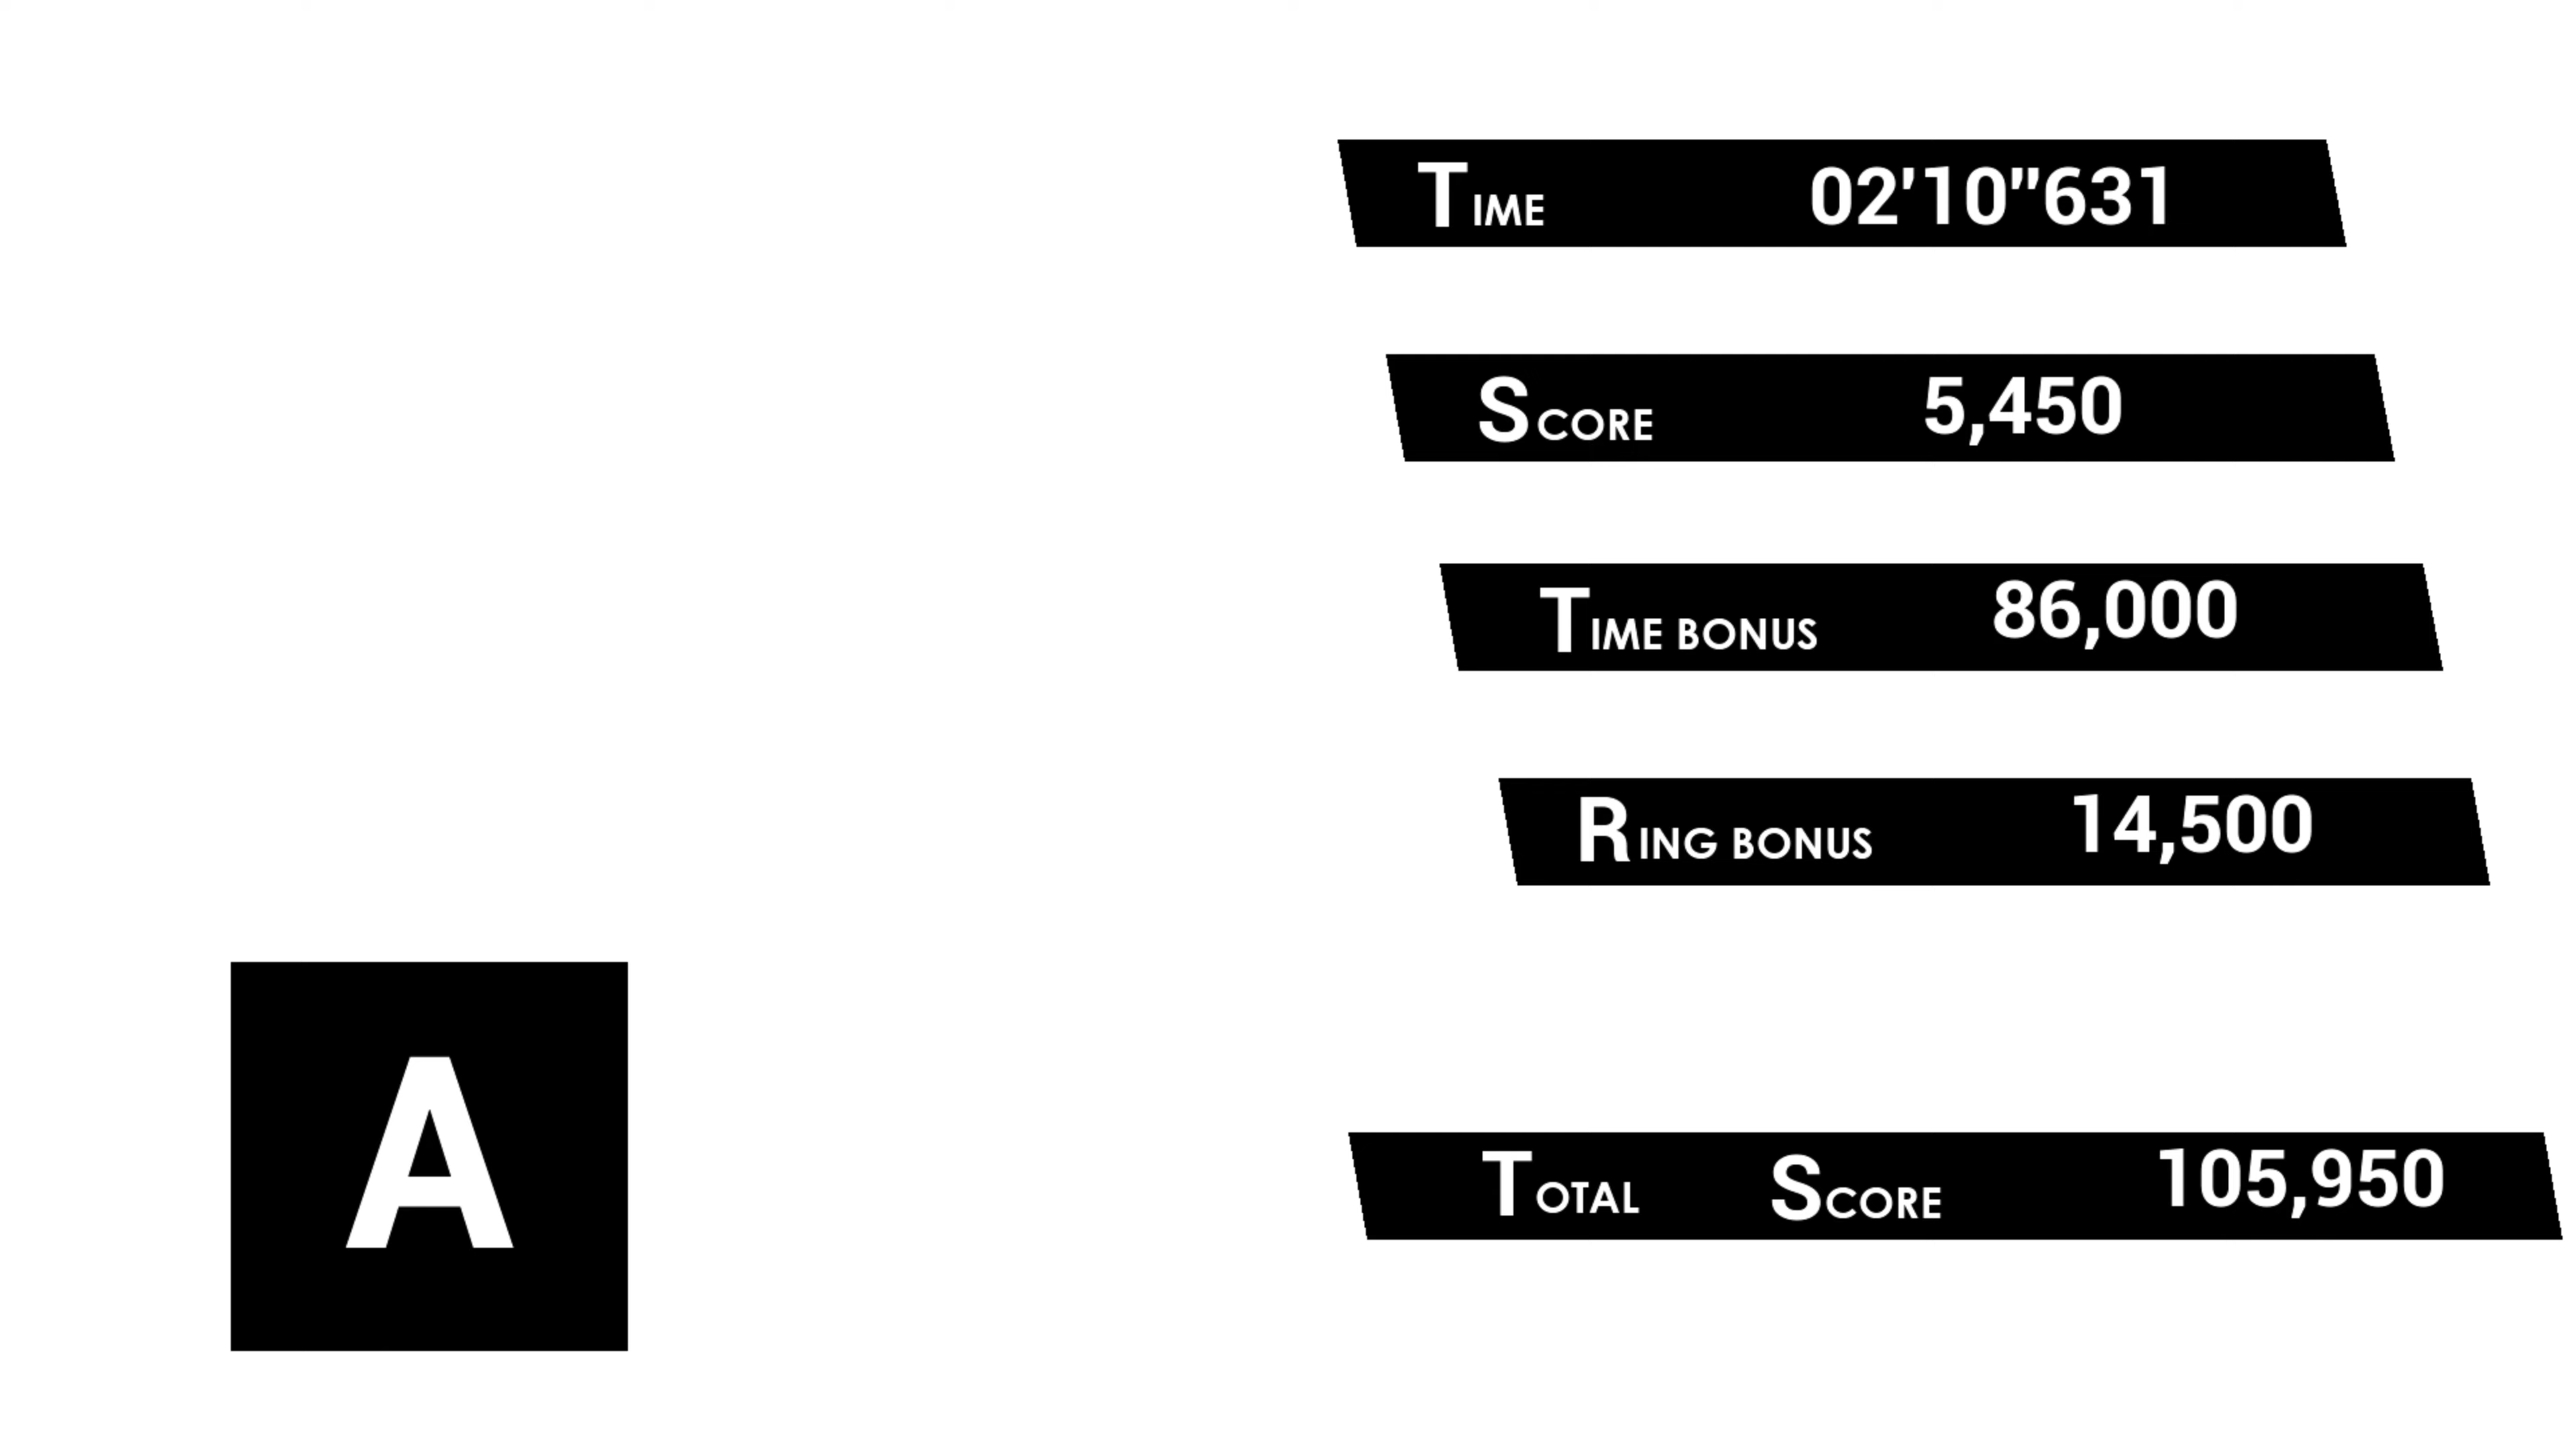 TIME 02'10"631
SCORE 5,450
TIME BONUS 86,000
RING BONUS 14,500
A
TOTAL SCORE 105,950